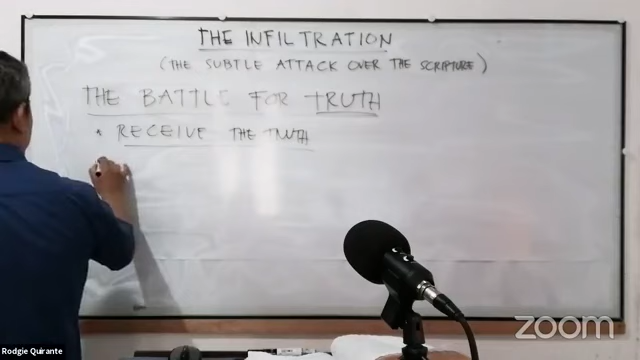 THE INFILTRATION
(THE SUBTLE ATTACK OVER THE SCRIPTURE)
THE BATTLE FOR TRUTH
* RECEIVE THE TRUTH
Rodgie Quirante
zoom